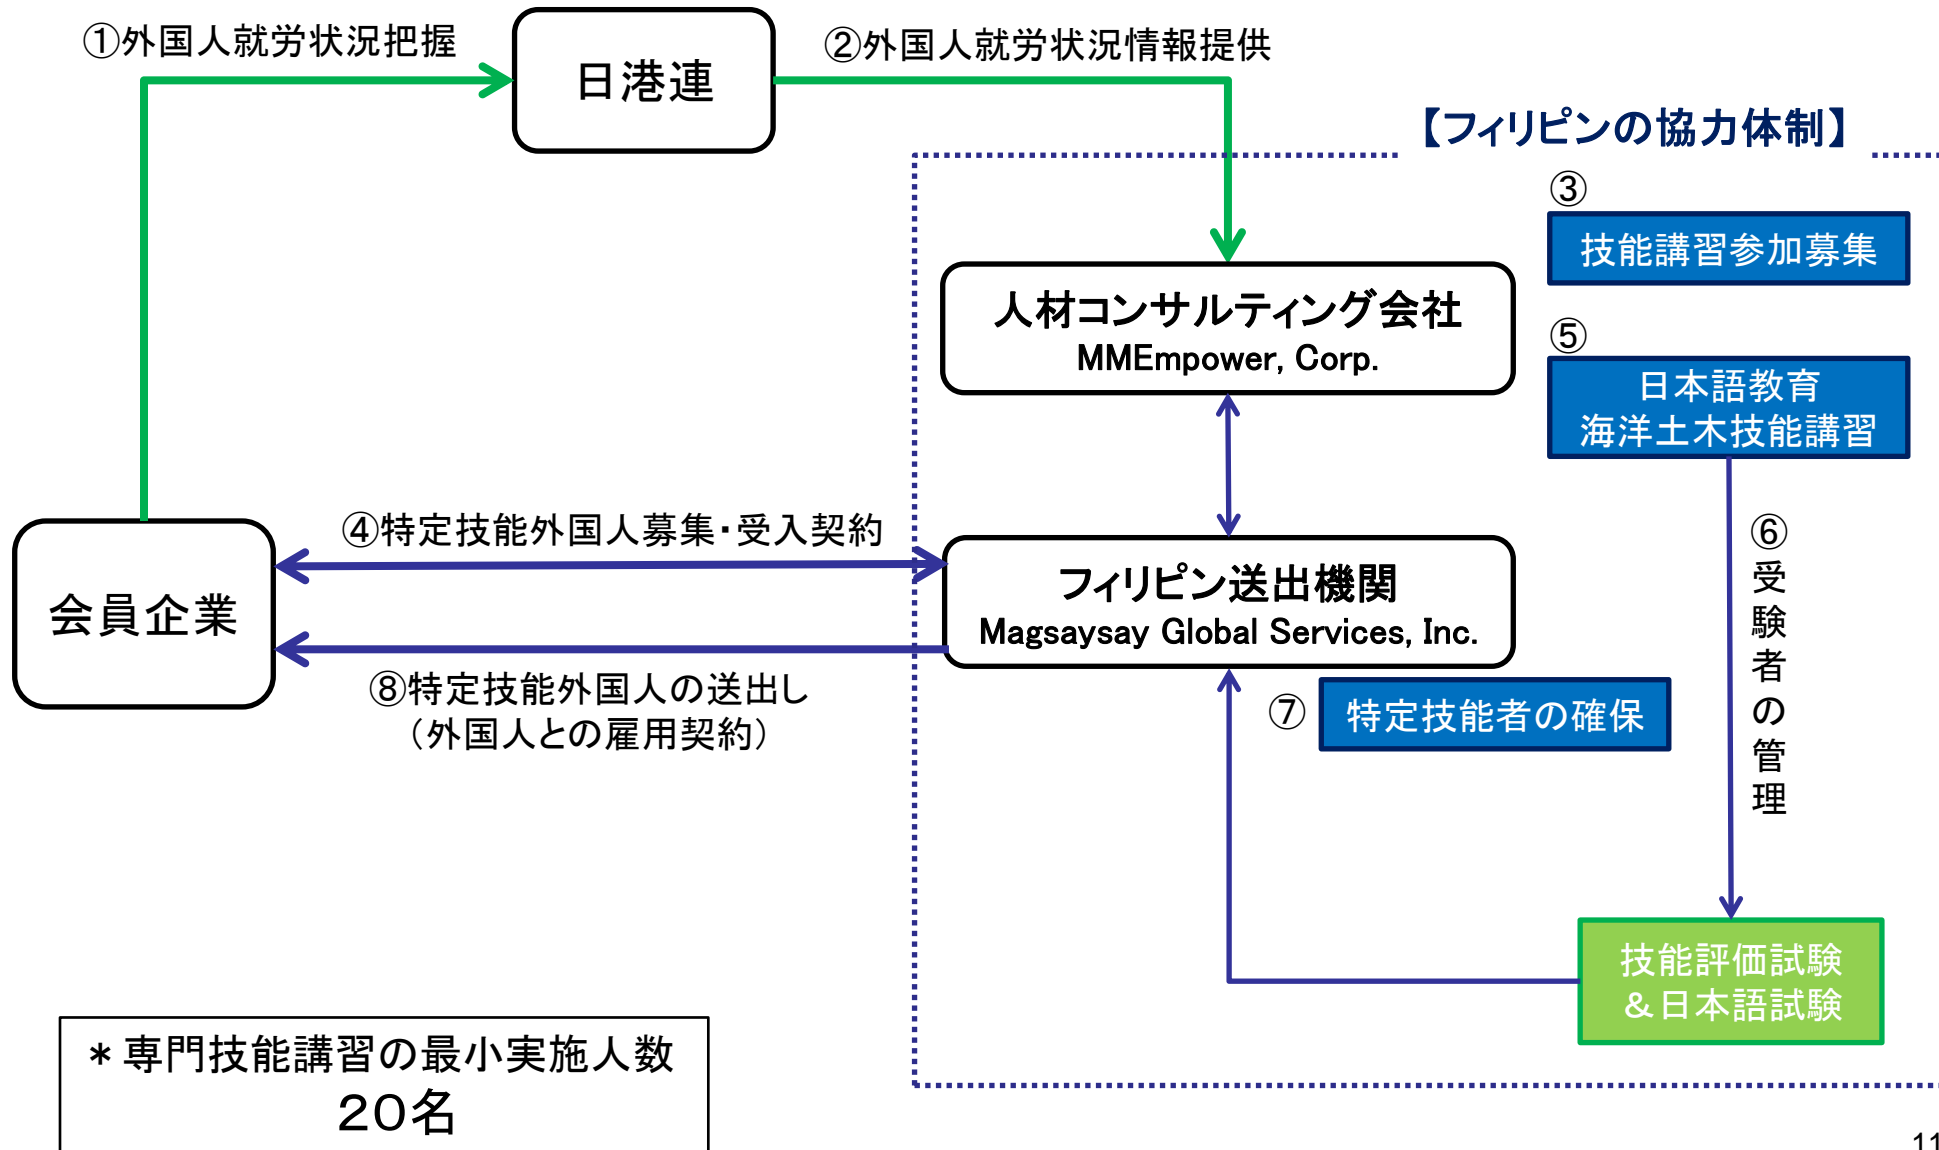 ①外国人就労状況把握
日港連
②外国人就労状況情報提供
【フィリピンの協力体制】
③
技能講習参加募集
人材コンサルティング会社
MMEmpower, Corp.
⑤
日本語教育
海洋土木技能講習
④特定技能外国人募集・受入契約
会員企業
フィリピン送出機関
Magsaysay Global Services, Inc.
⑥受験者の管理
⑧特定技能外国人の送出し
（外国人との雇用契約）
⑦
特定技能者の確保
技能評価試験
＆日本語試験
＊専門技能講習の最小実施人数
２０名
11